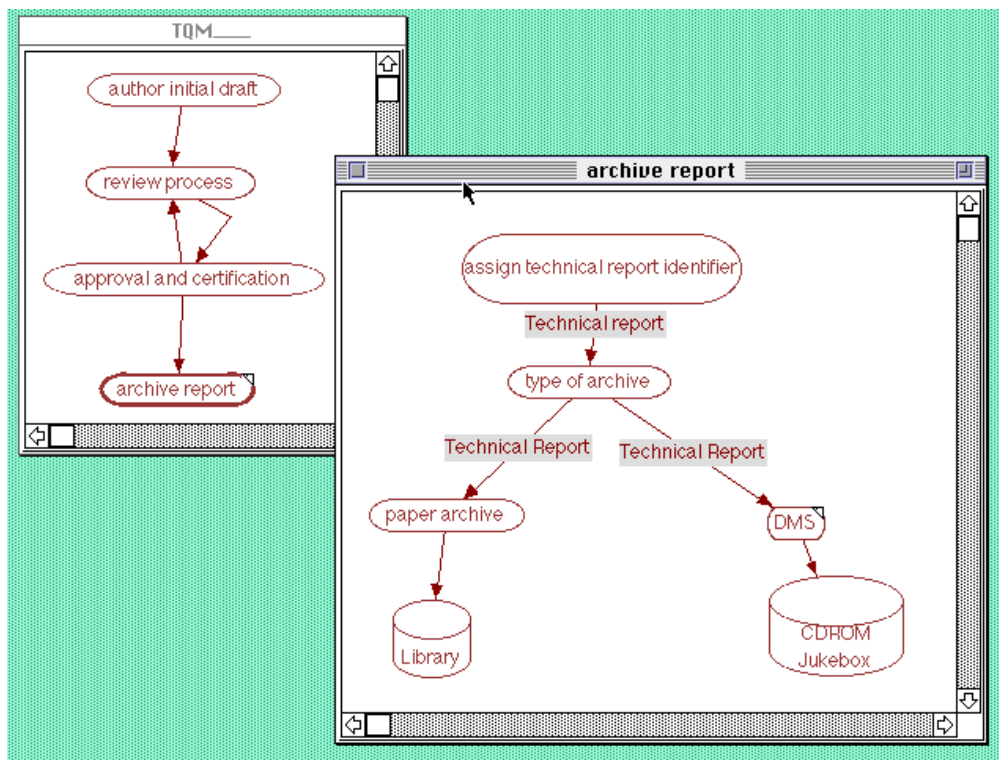 TQM___
author initial draft
review process
approval and certification
archive report
archive report
assign technical report identifier
Technical report
type of archive
Technical Report
Technical Report
paper archive
DMS
Library
CDROM
Jukebox